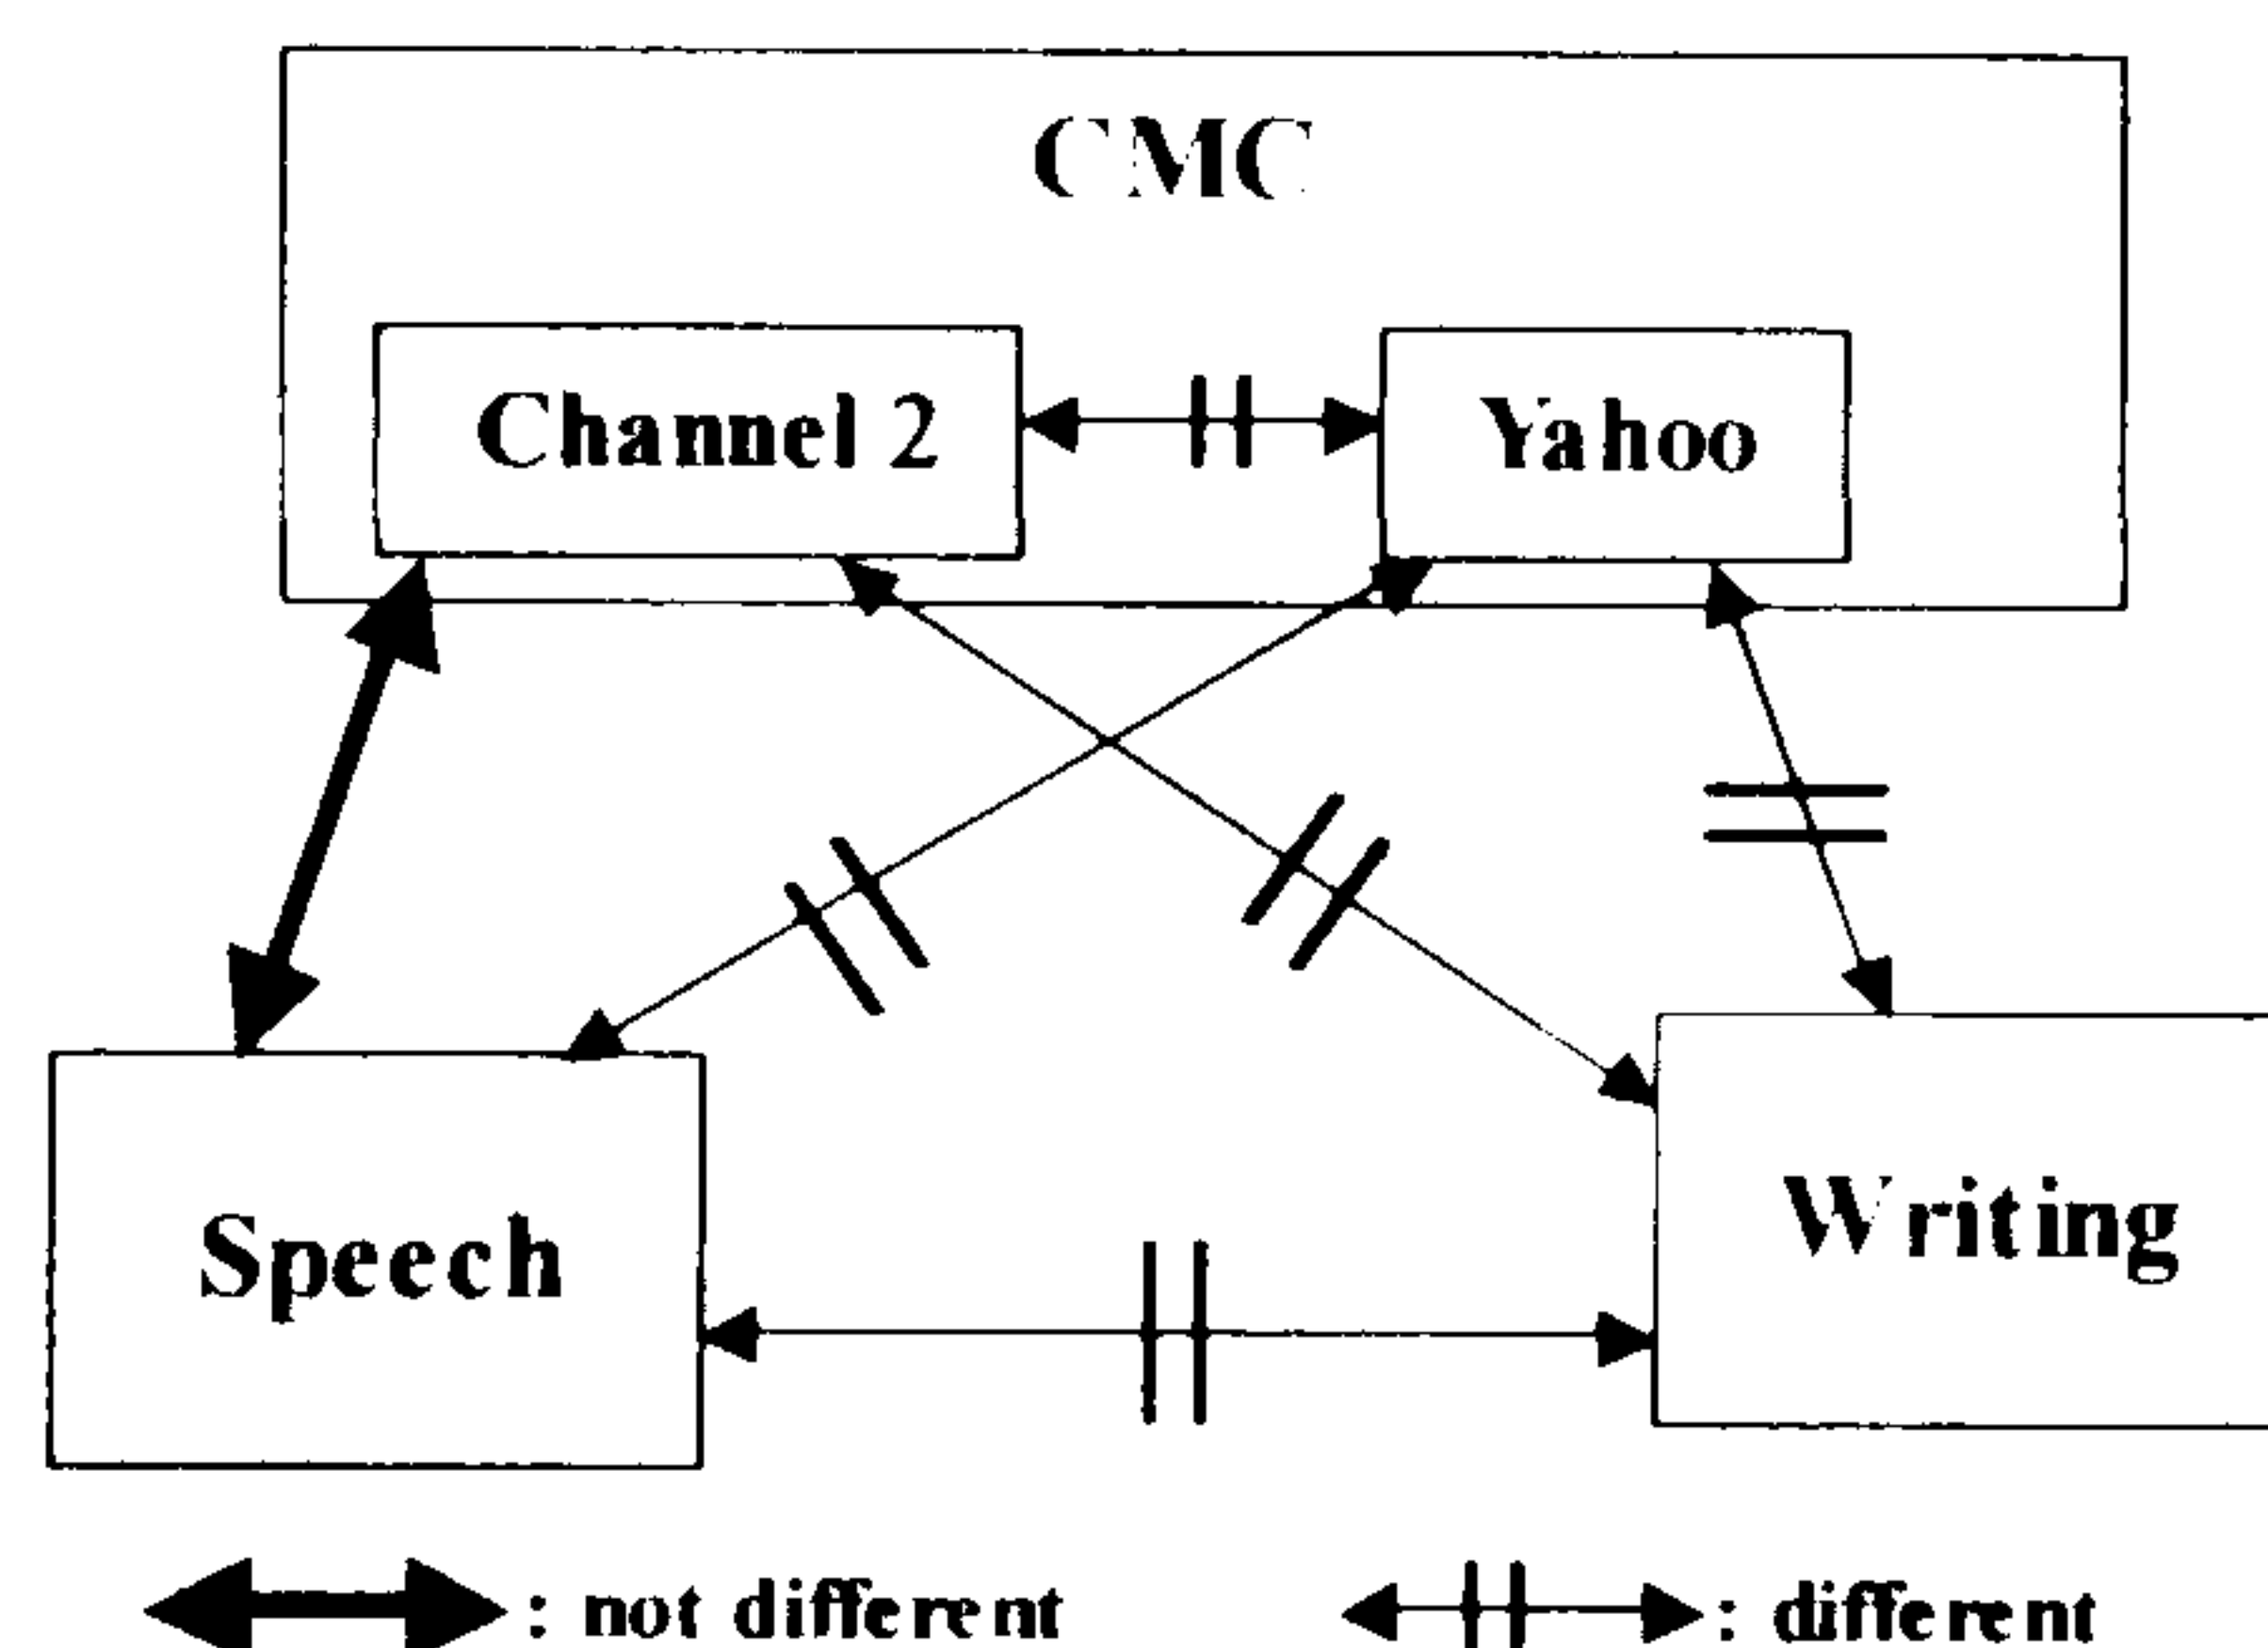 CMC
Channel 2
Yahoo
Speech
Writing
: not different
: different